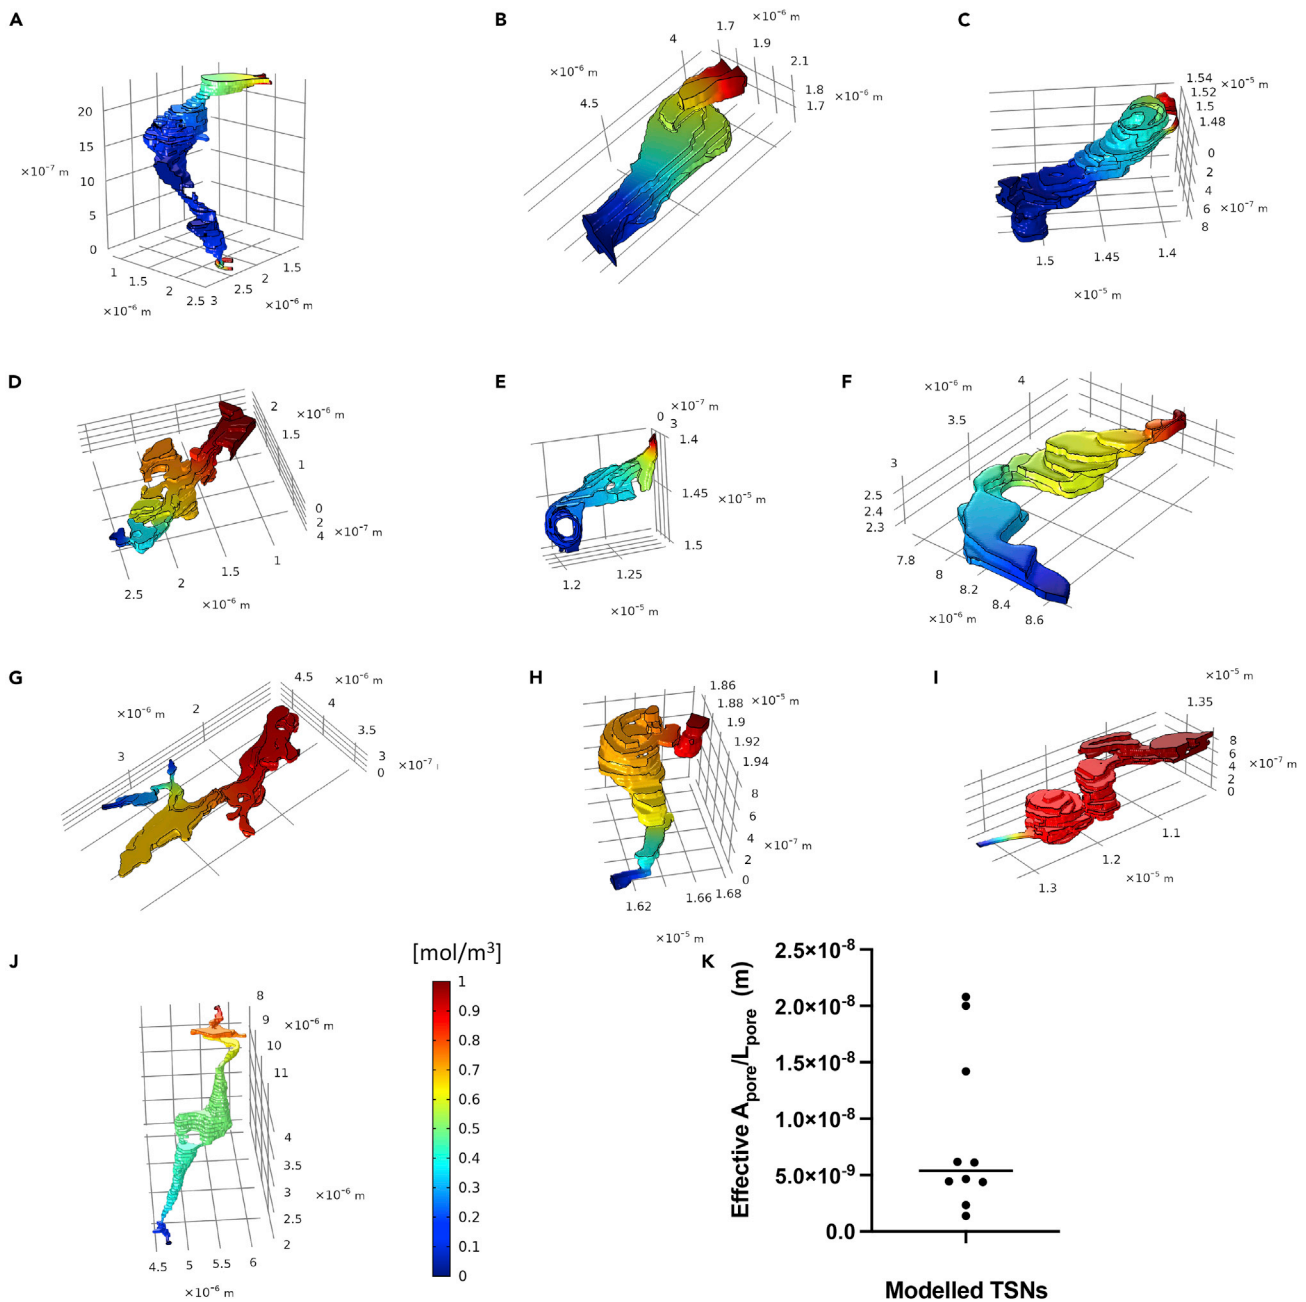 A
20
15
×10⁻⁷ m
10
5
0
1
1.5
2
2.5
3
2.5
2
1.5
×10⁻⁶ m
×10⁻⁶ m
B
1.7
×10⁻⁶ m
4
1.9
2.1
×10⁻⁶ m
4.5
1.8
1.7
×10⁻⁶ m
C
1.54
×10⁻⁵ m
1.52
1.5
1.48
0
2
4
6
×10⁻⁷ m
8
1.5
1.45
1.4
×10⁻⁵ m
D
2
×10⁻⁶ m
1.5
1
0
2
4
×10⁻⁷ m
1
1.5
2
2.5
×10⁻⁶ m
E
0
×10⁻⁷ m
3
1.4
1.45
×10⁻⁵ m
1.5
1.2
1.25
×10⁻⁵ m
F
×10⁻⁶ m
4
3.5
3
2.5
2.4
2.3
7.8
8
8.2
8.4
8.6
×10⁻⁶ m
G
4.5
×10⁻⁶ m
4
3.5
3
0
×10⁻⁷
×10⁻⁶ m
2
3
H
1.86
×10⁻⁵ m
1.88
1.9
1.92
1.94
8
6
4
×10⁻⁷ m
2
0
1.62
1.66
1.68
×10⁻⁵ m
I
×10⁻⁵ m
1.35
8
6
4
×10⁻⁷ m
2
0
1.1
1.2
×10⁻⁵ m
1.3
J
8
9
×10⁻⁶ m
10
11
4
3.5
3
×10⁻⁶ m
2.5
2
4.5
5
5.5
6
×10⁻⁶ m
[mol/m³]
1
0.9
0.8
0.7
0.6
0.5
0.4
0.3
0.2
0.1
0
K
2.5×10⁻⁸
2.0×10⁻⁸
1.5×10⁻⁸
1.0×10⁻⁸
5.0×10⁻⁹
0.0
Effective Apore/Lpore (m)
Modelled TSNs